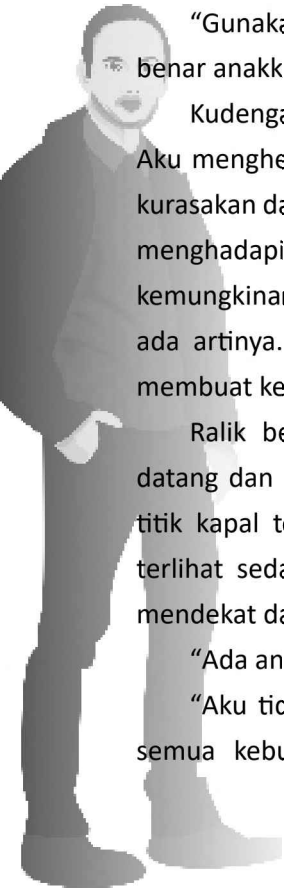 “Gunaka
benar anakk
Kudenga
Aku menghe
kurasakan da
menghadapi
kemungkinan
ada artinya.
membuat ke
Ralik be
datang dan
titik kapal te
terlihat seda
mendekat da
“Ada an
“Aku tid
semua kebu